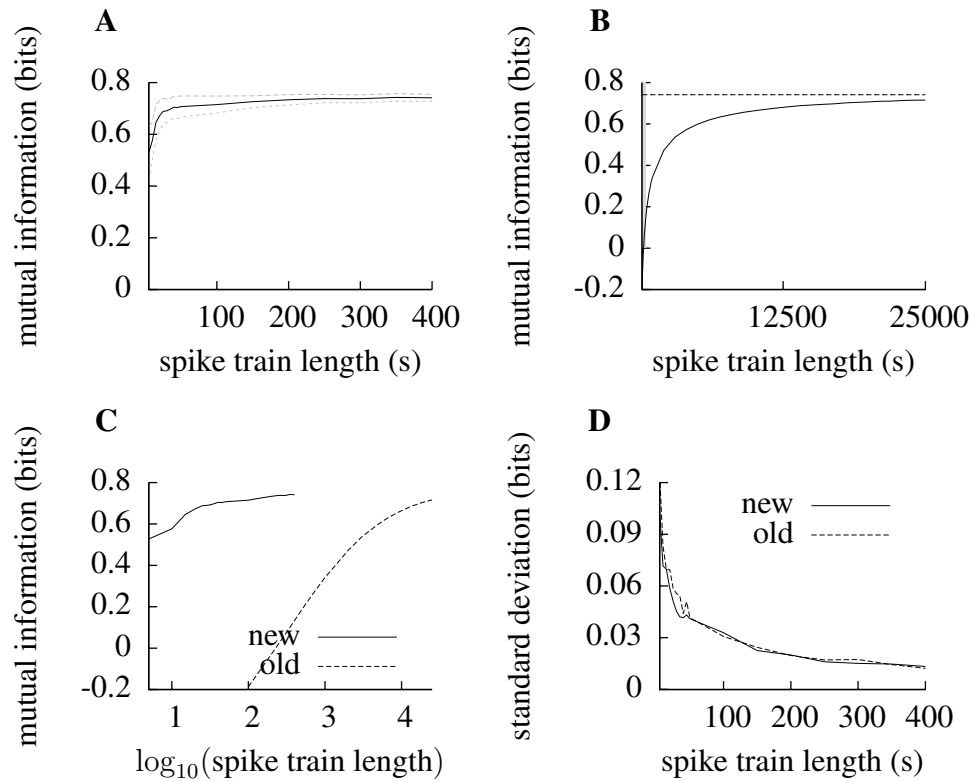 A
mutual information (bits)
0.8
0.6
0.4
0.2
0
100 200 300 400
spike train length (s)
B
mutual information (bits)
0.8
0.6
0.4
0.2
0
-0.2
12500 25000
spike train length (s)
C
mutual information (bits)
0.8
0.6
0.4
0.2
0
-0.2
new
old
1 2 3 4
log₁₀(spike train length)
D
standard deviation (bits)
0.12
0.09
0.06
0.03
0
new
old
100 200 300 400
spike train length (s)